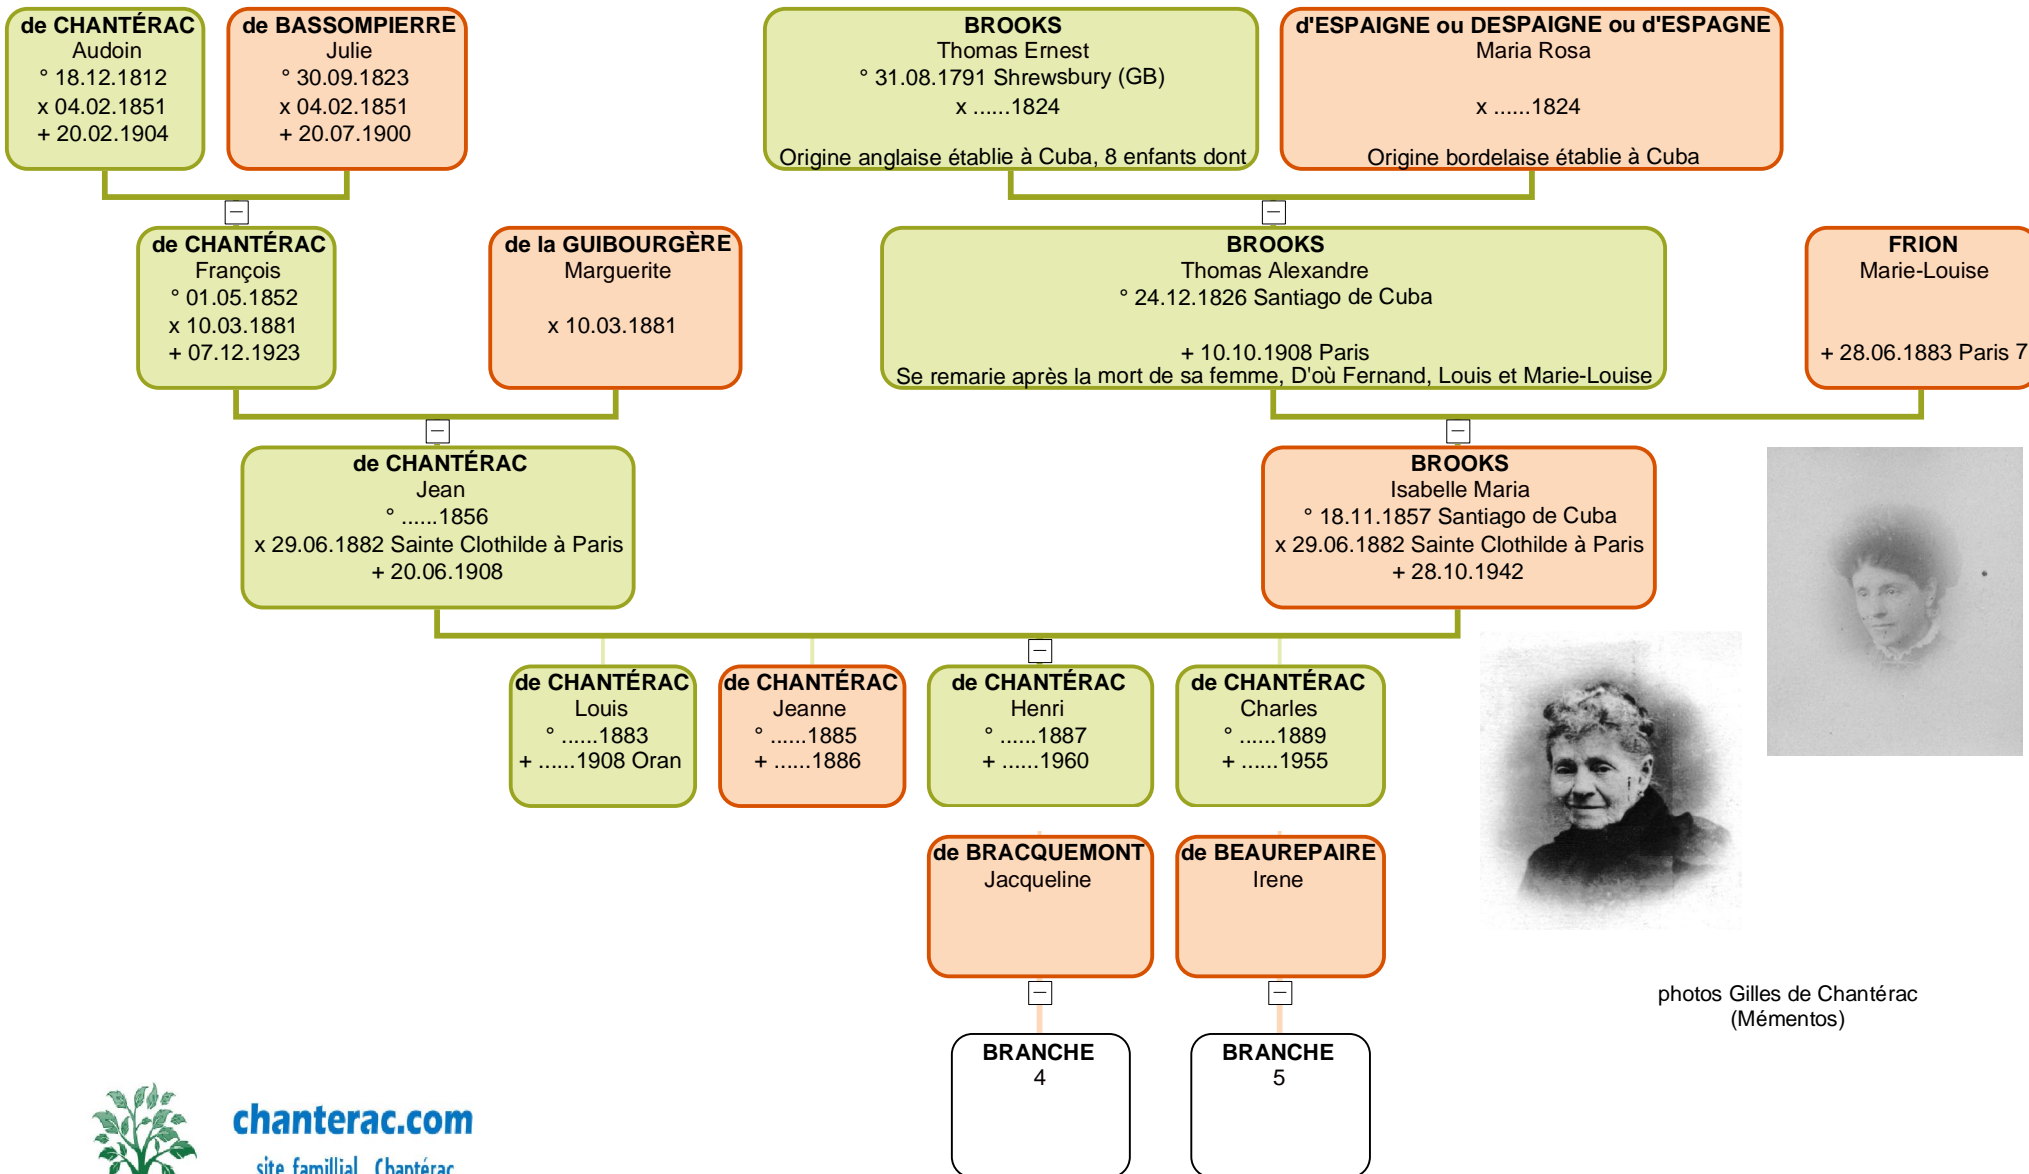 de CHANTÉRAC
Audoin
° 18.12.1812
x 04.02.1851
+ 20.02.1904
de BASSOMPIERRE
Julie
° 30.09.1823
x 04.02.1851
+ 20.07.1900
BROOKS
Thomas Ernest
° 31.08.1791 Shrewsbury (GB)
x ......1824
Origine anglaise établie à Cuba, 8 enfants dont
d'ESPAIGNE ou DESPAIGNE ou d'ESPAGNE
Maria Rosa
x ......1824
Origine bordelaise établie à Cuba
de CHANTÉRAC
François
° 01.05.1852
x 10.03.1881
+ 07.12.1923
de la GUIBOURGÈRE
Marguerite
x 10.03.1881
BROOKS
Thomas Alexandre
° 24.12.1826 Santiago de Cuba
+ 10.10.1908 Paris
Se remarie après la mort de sa femme, D'où Fernand, Louis et Marie-Louise
FRION
Marie-Louise
+ 28.06.1883 Paris 7
de CHANTÉRAC
Jean
° ......1856
x 29.06.1882 Sainte Clothilde à Paris
+ 20.06.1908
BROOKS
Isabelle Maria
° 18.11.1857 Santiago de Cuba
x 29.06.1882 Sainte Clothilde à Paris
+ 28.10.1942
de CHANTÉRAC
Louis
° ......1883
+ ......1908 Oran
de CHANTÉRAC
Jeanne
° ......1885
+ ......1886
de CHANTÉRAC
Henri
° ......1887
+ ......1960
de CHANTÉRAC
Charles
° ......1889
+ ......1955
de BRACQUEMONT
Jacqueline
de BEAUREPAIRE
Irene
photos Gilles de Chantérac
(Mémentos)
BRANCHE
4
BRANCHE
5
chanterac.com
site famillial Chantérac